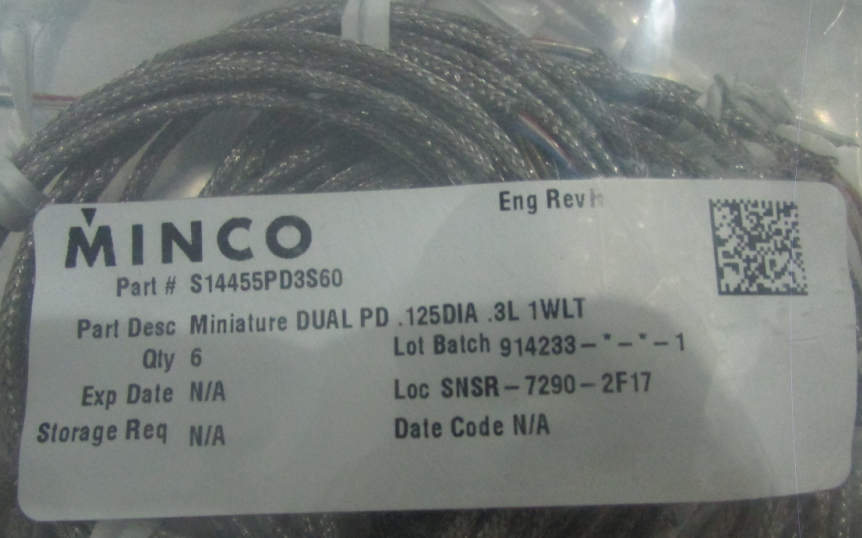 Eng Rev
MINCO
Part # S14455PD3S60
Part Desc Miniature DUAL PD .125DIA .3L 1WLT
Qty 6
Lot Batch 914233-*-*-1
Exp Date N/A
Loc SNSR-7290-2F17
Storage Req N/A
Date Code N/A